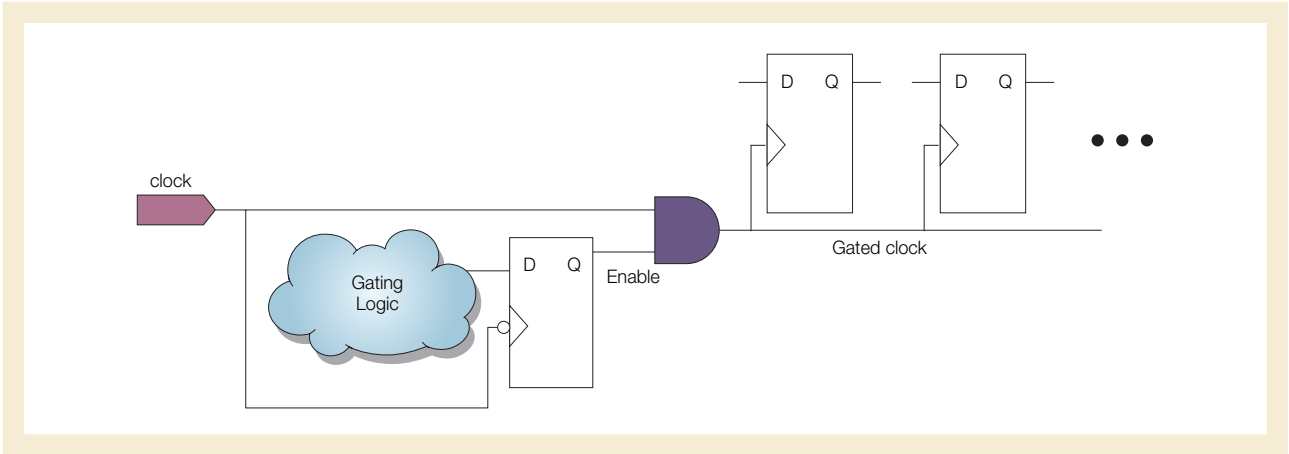 D Q
D Q
clock
Gating
Logic
D Q
Enable
Gated clock